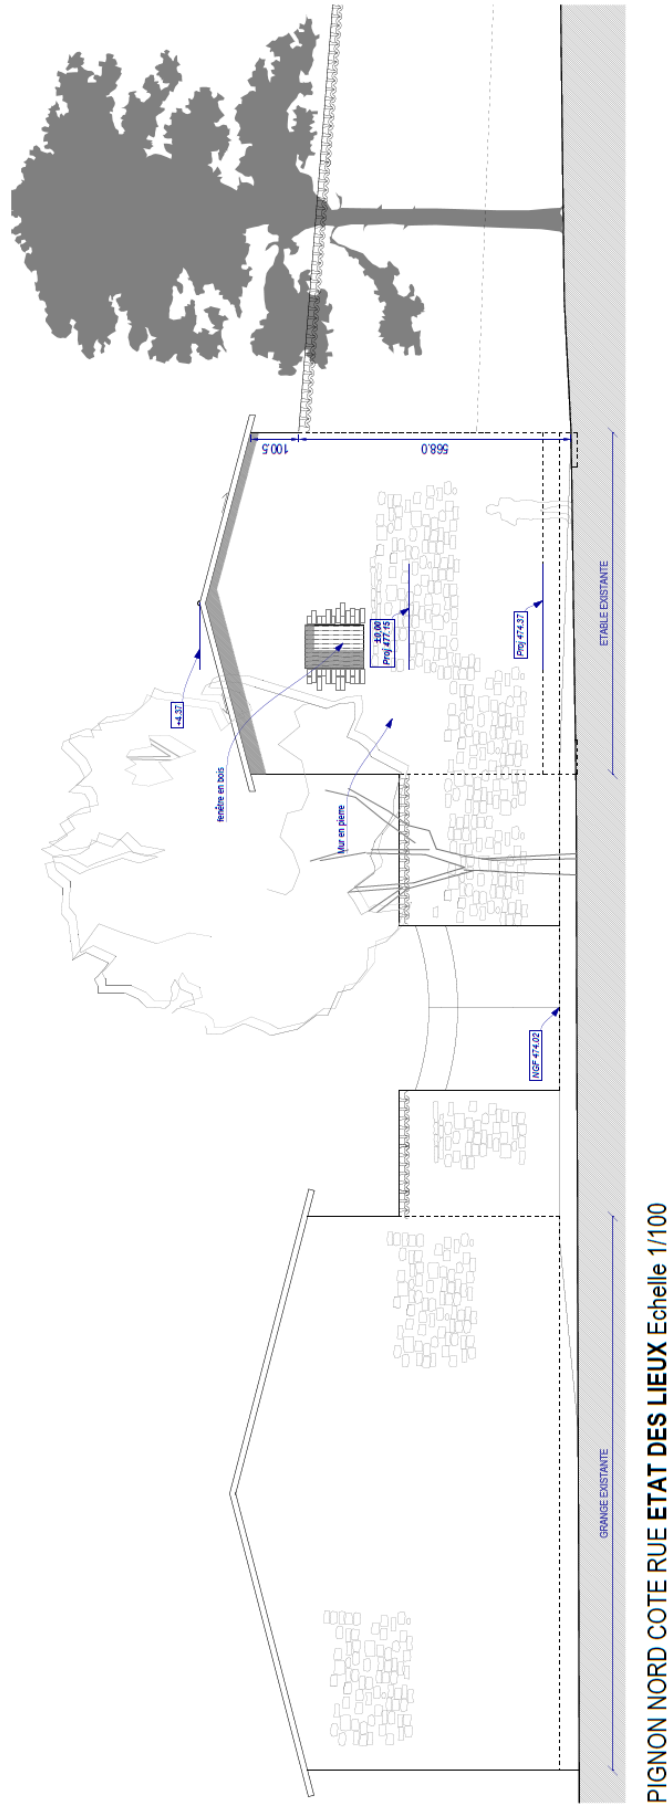 +4.37
fenêtre en bois
Mur en pierre
±0,00
Proj 477.15
Proj 474.37
NGF 474.02
100.5
568.0
GRANGE EXISTANTE
ETABLE EXISTANTE
PIGNON NORD COTE RUE ETAT DES LIEUX Echelle 1/100